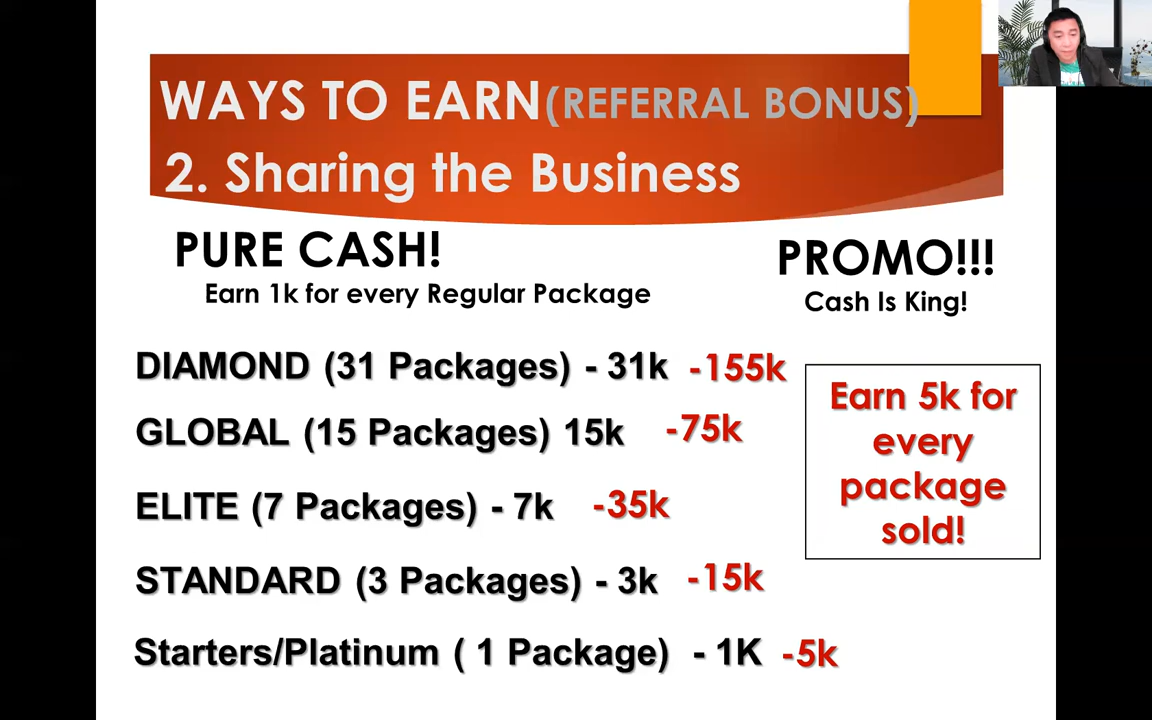 WAYS TO EARN(REFERRAL BONUS)
2. Sharing the Business
PURE CASH!
Earn 1k for every Regular Package
PROMO!!!
Cash Is King!
DIAMOND (31 Packages) - 31k -155k
GLOBAL (15 Packages) 15k -75k
ELITE (7 Packages) - 7k -35k
STANDARD (3 Packages) - 3k -15k
Starters/Platinum ( 1 Package) - 1K -5k
Earn 5k for
every
package
sold!